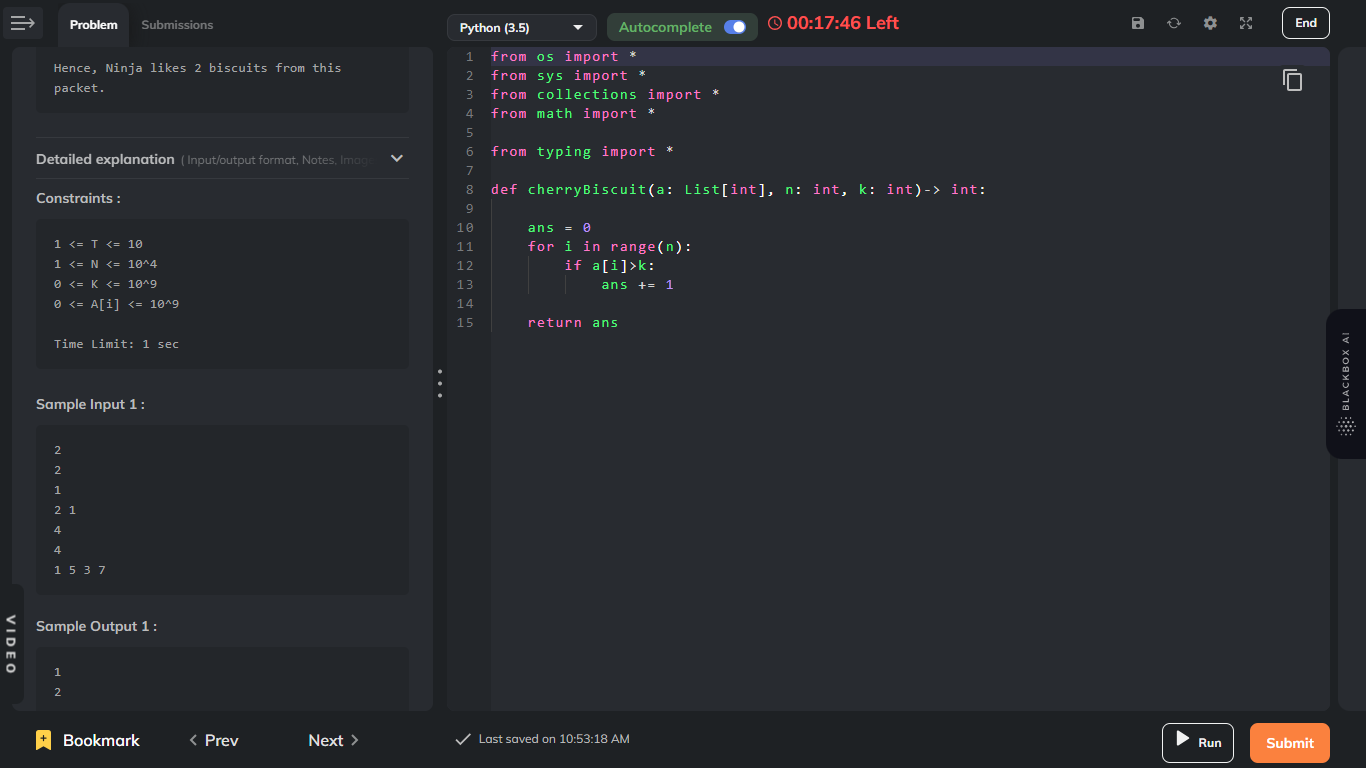 Problem
Submissions
Python (3.5)
Autocomplete
00:17:46 Left
End
Hence, Ninja likes 2 biscuits from this
packet.
Detailed explanation ( Input/output format, Notes, Imag
Constraints :
1 <= T <= 10
1 <= N <= 10^4
0 <= K <= 10^9
0 <= A[i] <= 10^9
Time Limit: 1 sec
Sample Input 1 :
2
2
1
2 1
4
4
1 5 3 7
Sample Output 1 :
1
2
VIDEO
1 from os import *
2 from sys import *
3 from collections import *
4 from math import *
5
6 from typing import *
7
8 def cherryBiscuit(a: List[int], n: int, k: int)-> int:
9
10 ans = 0
11 for i in range(n):
12 if a[i]>k:
13 ans += 1
14
15 return ans
BLACKBOX AI
Bookmark
Prev
Next
Last saved on 10:53:18 AM
Run
Submit